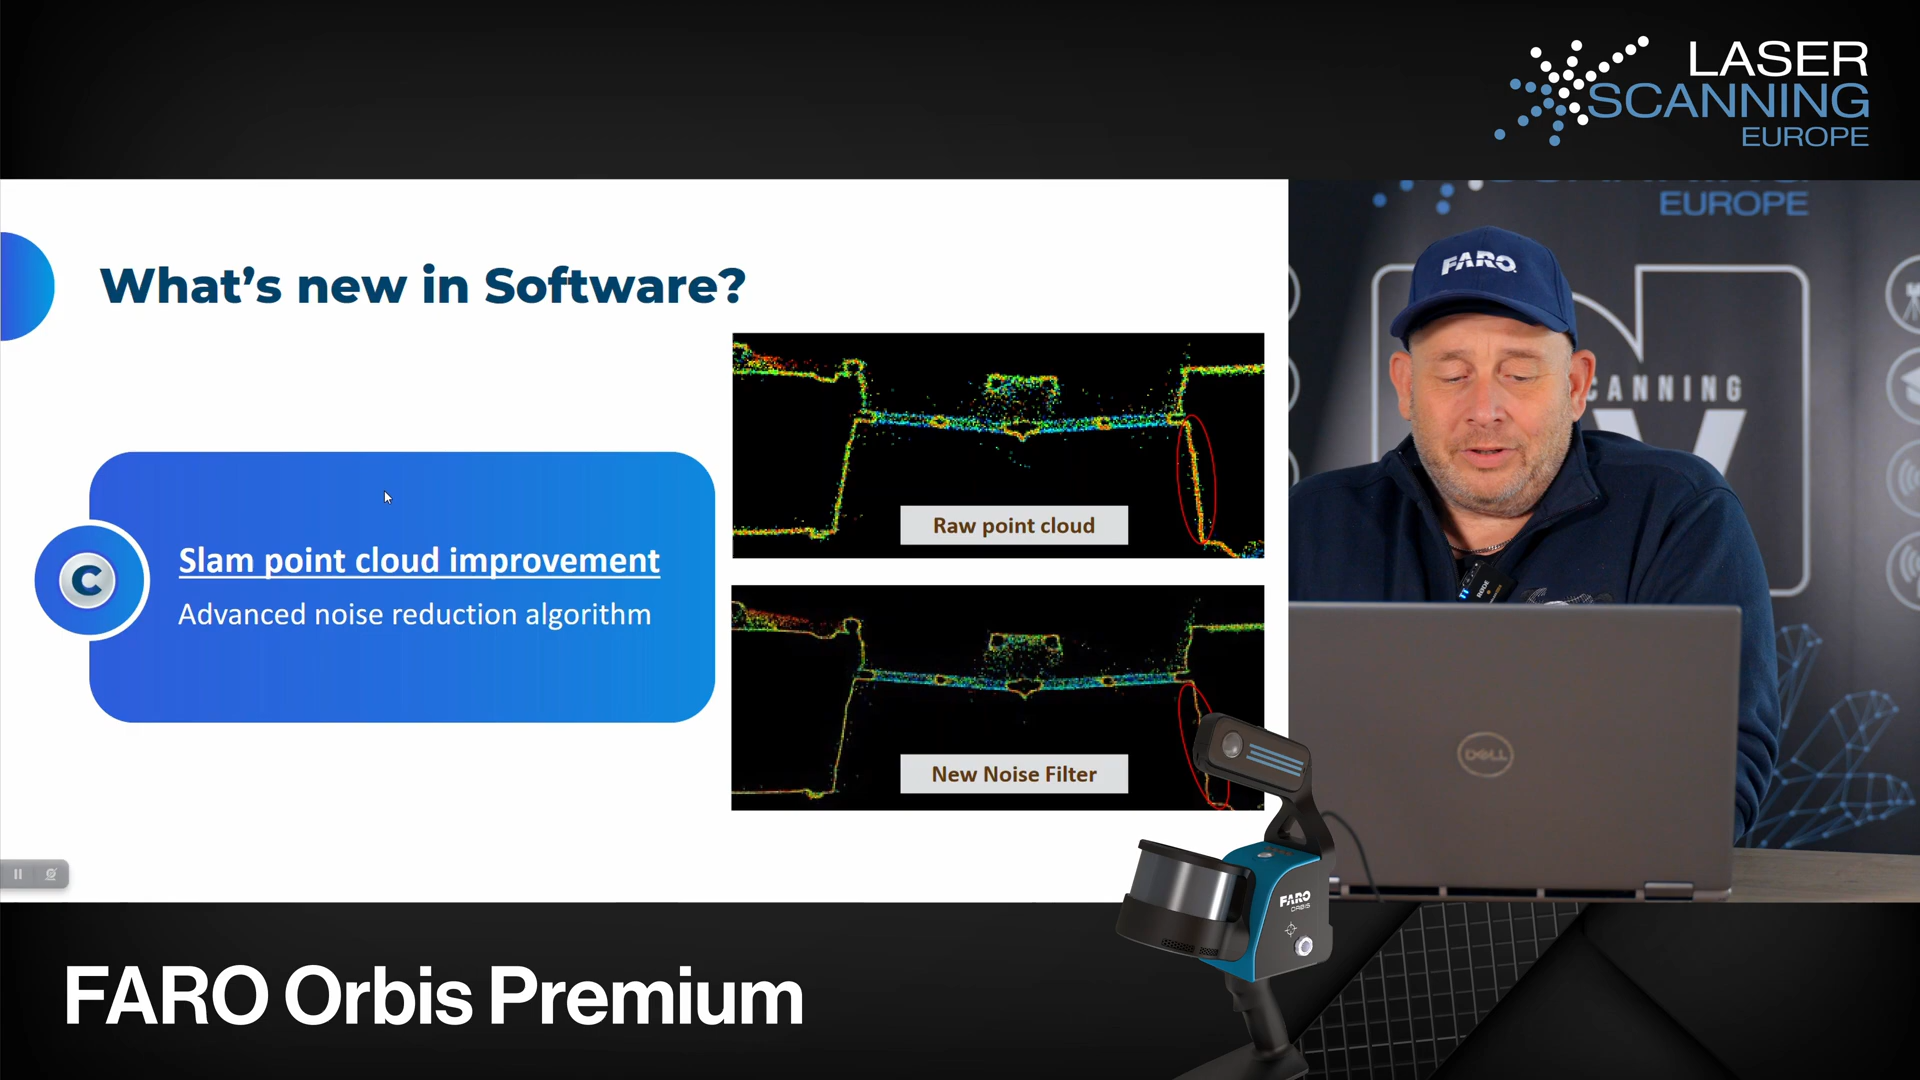 LASER
SCANNING
EUROPE
EUROPE
What's new in Software?
FARO
CANNING
Raw point cloud
C
Slam point cloud improvement
Advanced noise reduction algorithm
New Noise Filter
DELL
FARO
ORBIS
FARO Orbis Premium